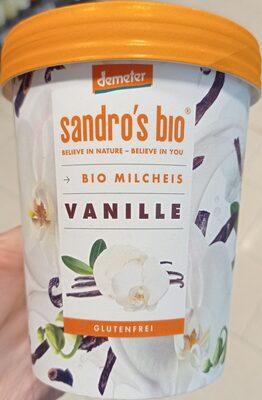 demeter
sandro's bio®
BELIEVE IN NATURE – BELIEVE IN YOU
→ BIO MILCHEIS
VANILLE
GLUTENFREI